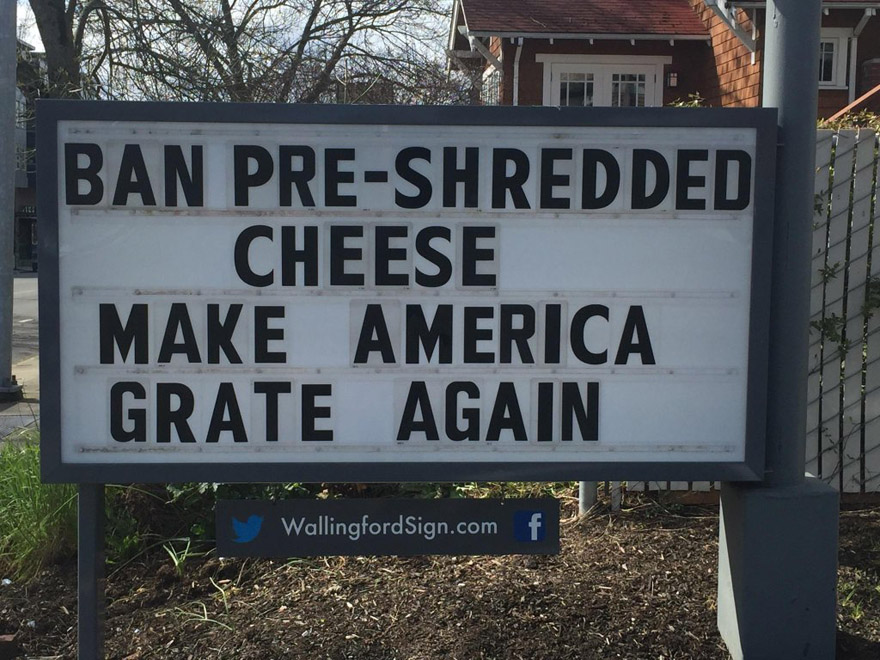 BAN PRE-SHREDDED
CHEESE
MAKE AMERICA
GRATE AGAIN
WallingfordSign.com